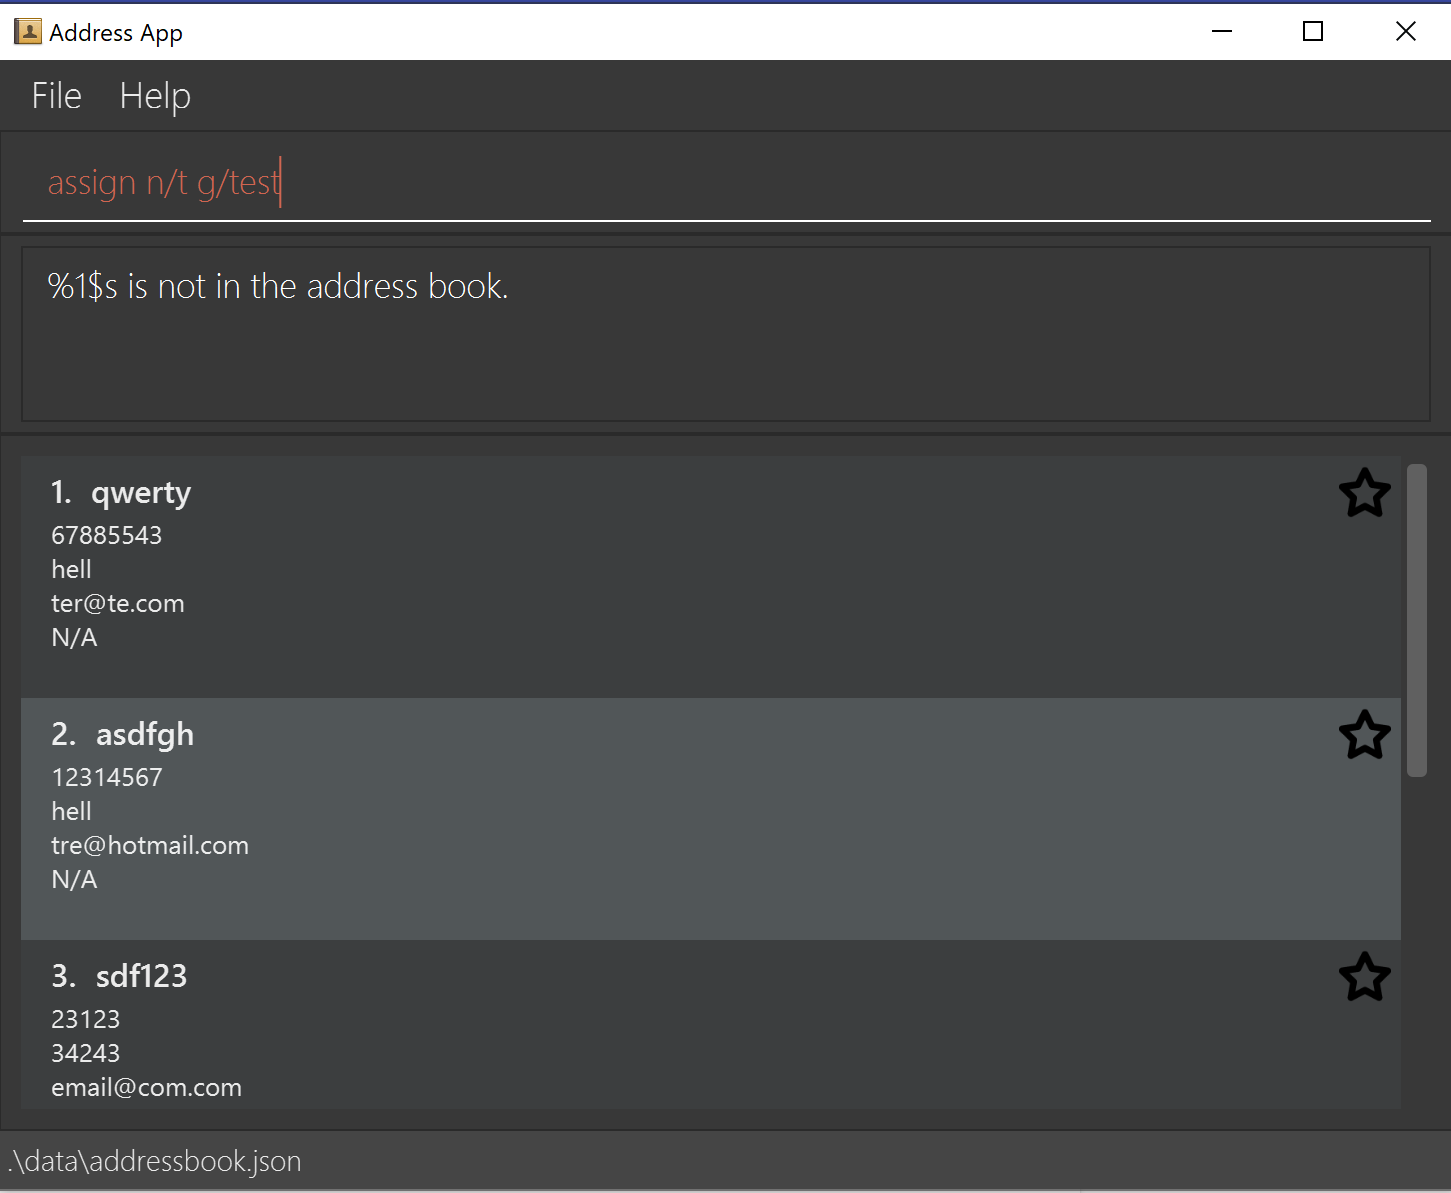 Address App
File Help
assign n/t g/test
%1$s is not in the address book.
1. qwerty
67885543
hell
ter@te.com
N/A
2. asdfgh
12314567
hell
tre@hotmail.com
N/A
3. sdf123
23123
34243
email@com.com
.\data\addressbook.json